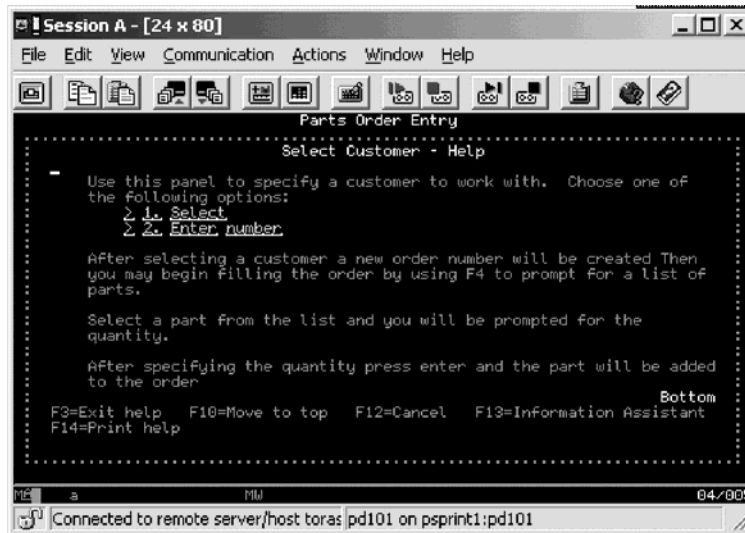 Session A - [24 x 80]
File Edit View Communication Actions Window Help
Parts Order Entry
Select Customer - Help
Use this panel to specify a customer to work with. Choose one of
the following options:
> 1. Select
> 2. Enter number
After selecting a customer a new order number will be created Then
you may begin filling the order by using F4 to prompt for a list of
parts.
Select a part from the list and you will be prompted for the
quantity.
After specifying the quantity press enter and the part will be added
to the order
Bottom
F3=Exit help F10=Move to top F12=Cancel F13=Information Assistant
F14=Print help
a MW 04/005
Connected to remote server/host toras pd101 on psprint1:pd101